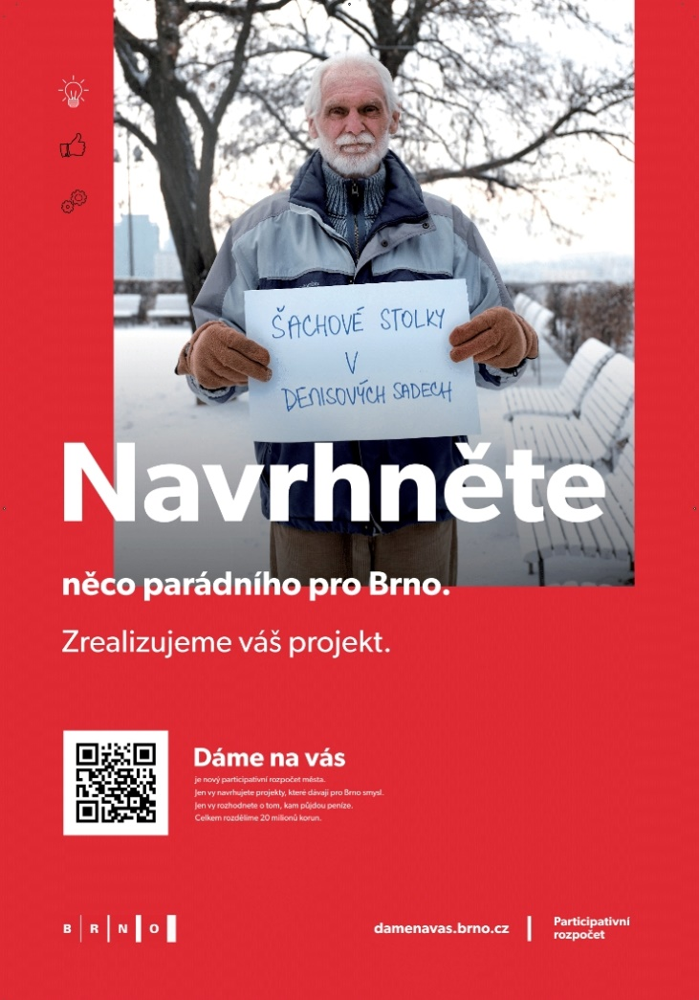 ŠACHOVÉ STOLKY
V
DENISOVÝCH SADECH
Navrhněte
něco parádního pro Brno.
Zrealizujeme váš projekt.
Dáme na vás
je nový participativní rozpočet města.
Jen vy navrhujete projekty, které dávají pro Brno smysl.
Jen vy rozhodnete o tom, kam půjdou peníze.
Celkem rozdělíme 20 milionů korun.
B R N O
damenavas.brno.cz
Participativní
rozpočet